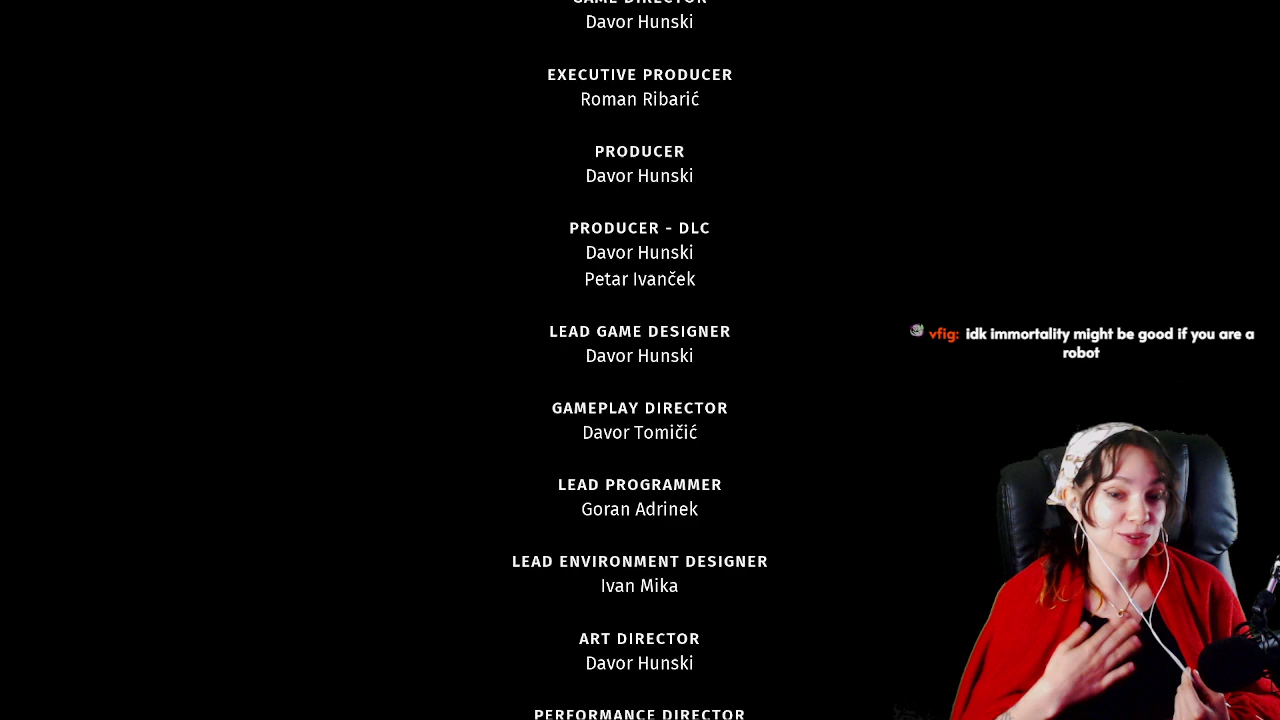 GAME DIRECTOR
Davor Hunski
EXECUTIVE PRODUCER
Roman Ribarić
PRODUCER
Davor Hunski
PRODUCER - DLC
Davor Hunski
Petar Ivanček
LEAD GAME DESIGNER
Davor Hunski
GAMEPLAY DIRECTOR
Davor Tomičić
LEAD PROGRAMMER
Goran Adrinek
LEAD ENVIRONMENT DESIGNER
Ivan Mika
ART DIRECTOR
Davor Hunski
PERFORMANCE DIRECTOR
vfig: idk immortality might be good if you are a
robot